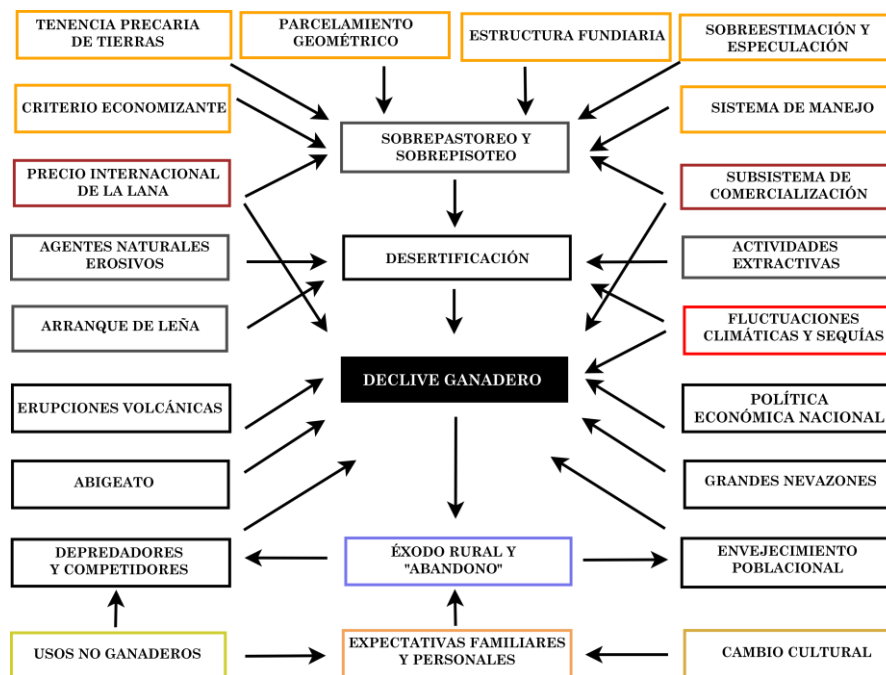 TENENCIA PRECARIA
DE TIERRAS
PARCELAMIENTO
GEOMÉTRICO
ESTRUCTURA FUNDIARIA
SOBREESTIMACIÓN Y
ESPECULACIÓN
CRITERIO ECONOMIZANTE
SOBREPASTOREO Y
SOBREPISOTEO
SISTEMA DE MANEJO
PRECIO INTERNACIONAL
DE LA LANA
SUBSISTEMA DE
COMERCIALIZACIÓN
AGENTES NATURALES
EROSIVOS
DESERTIFICACIÓN
ACTIVIDADES
EXTRACTIVAS
ARRANQUE DE LEÑA
FLUCTUACIONES
CLIMÁTICAS Y SEQUÍAS
DECLIVE GANADERO
ERUPCIONES VOLCÁNICAS
POLÍTICA
ECONÓMICA NACIONAL
ABIGEATO
GRANDES NEVAZONES
DEPREDADORES
Y COMPETIDORES
ÉXODO RURAL Y
"ABANDONO"
ENVEJECIMIENTO
POBLACIONAL
USOS NO GANADEROS
EXPECTATIVAS FAMILIARES
Y PERSONALES
CAMBIO CULTURAL